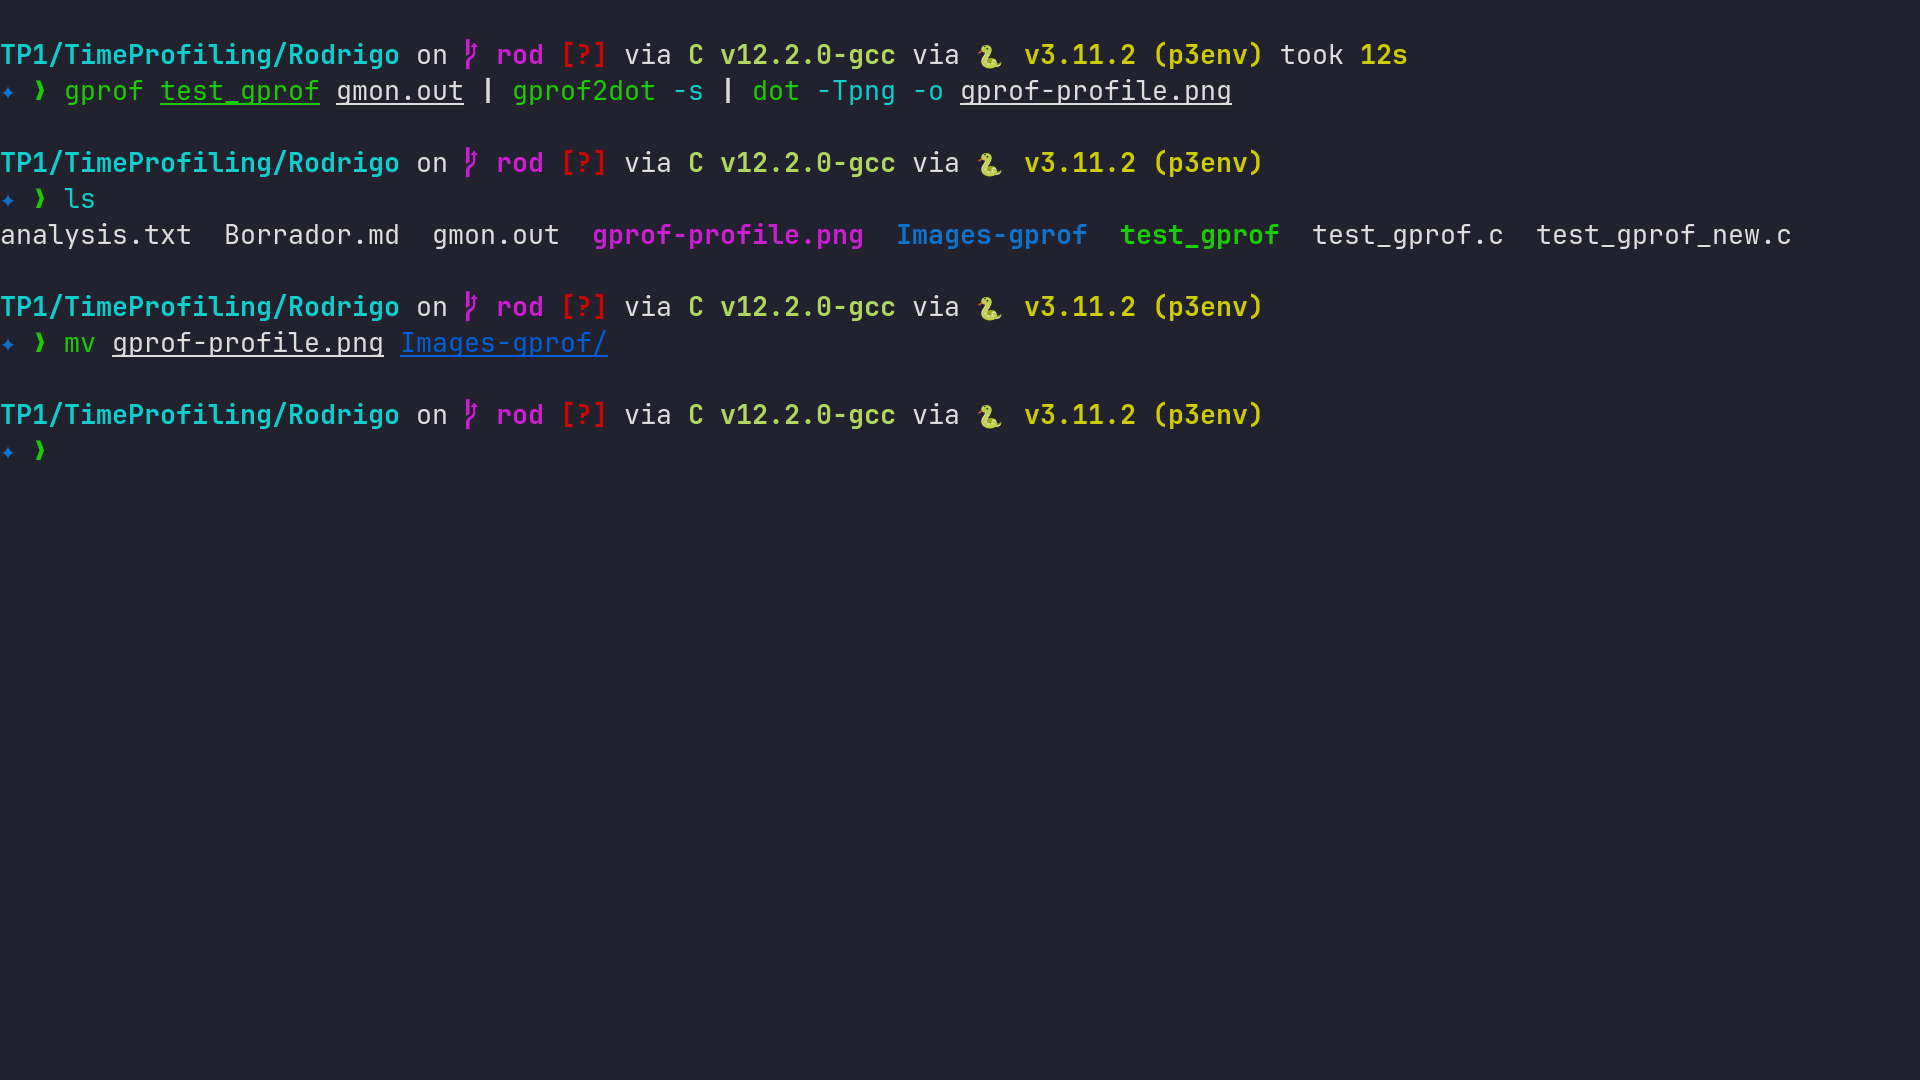 TP1/TimeProfiling/Rodrigo on rod [?] via C v12.2.0-gcc via 🐍 v3.11.2 (p3env) took 12s
✦ ❱ gprof test_gprof gmon.out | gprof2dot -s | dot -Tpng -o gprof-profile.png
TP1/TimeProfiling/Rodrigo on rod [?] via C v12.2.0-gcc via 🐍 v3.11.2 (p3env)
✦ ❱ ls
analysis.txt  Borrador.md  gmon.out  gprof-profile.png  Images-gprof  test_gprof  test_gprof.c  test_gprof_new.c
TP1/TimeProfiling/Rodrigo on rod [?] via C v12.2.0-gcc via 🐍 v3.11.2 (p3env)
✦ ❱ mv gprof-profile.png Images-gprof/
TP1/TimeProfiling/Rodrigo on rod [?] via C v12.2.0-gcc via 🐍 v3.11.2 (p3env)
✦ ❱